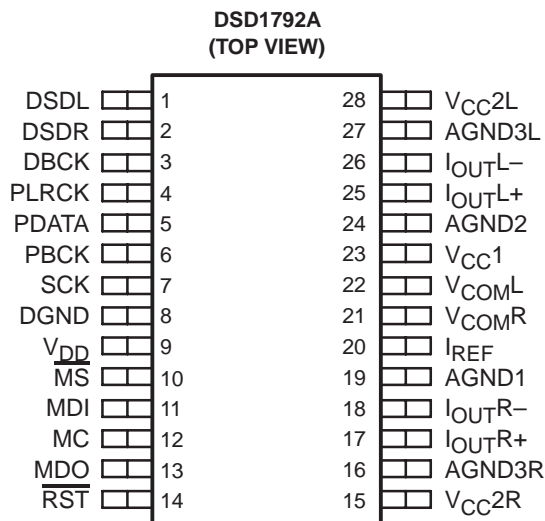 DSD1792A
(TOP VIEW)
DSDL 1 28 VCC2L
DSDR 2 27 AGND3L
DBCK 3 26 IOUTL–
PLRCK 4 25 IOUTL+
PDATA 5 24 AGND2
PBCK 6 23 VCC1
SCK 7 22 VCOML
DGND 8 21 VCOMR
VDD 9 20 IREF
M̅S̅ 10 19 AGND1
MDI 11 18 IOUTR–
MC 12 17 IOUTR+
MDO 13 16 AGND3R
R̅S̅T̅ 14 15 VCC2R